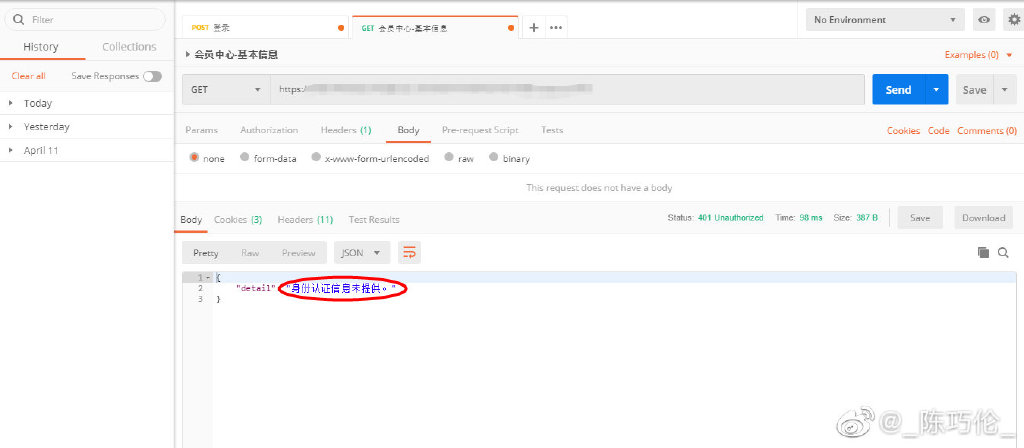 Filter
History Collections
Clear all Save Responses
Today
Yesterday
April 11
POST 登录
GET 会员中心-基本信息
No Environment
会员中心-基本信息
Examples (0)
GET
https:/
Send
Save
Params Authorization Headers (1) Body Pre-request Script Tests
Cookies Code Comments (0)
none form-data x-www-form-urlencoded raw binary
This request does not have a body
Body Cookies (3) Headers (11) Test Results
Status: 401 Unauthorized Time: 98 ms Size: 387 B
Save Download
Pretty Raw Preview JSON
1 {
2 "detail": "身份认证信息未提供。"
3 }
@_陈巧伦_